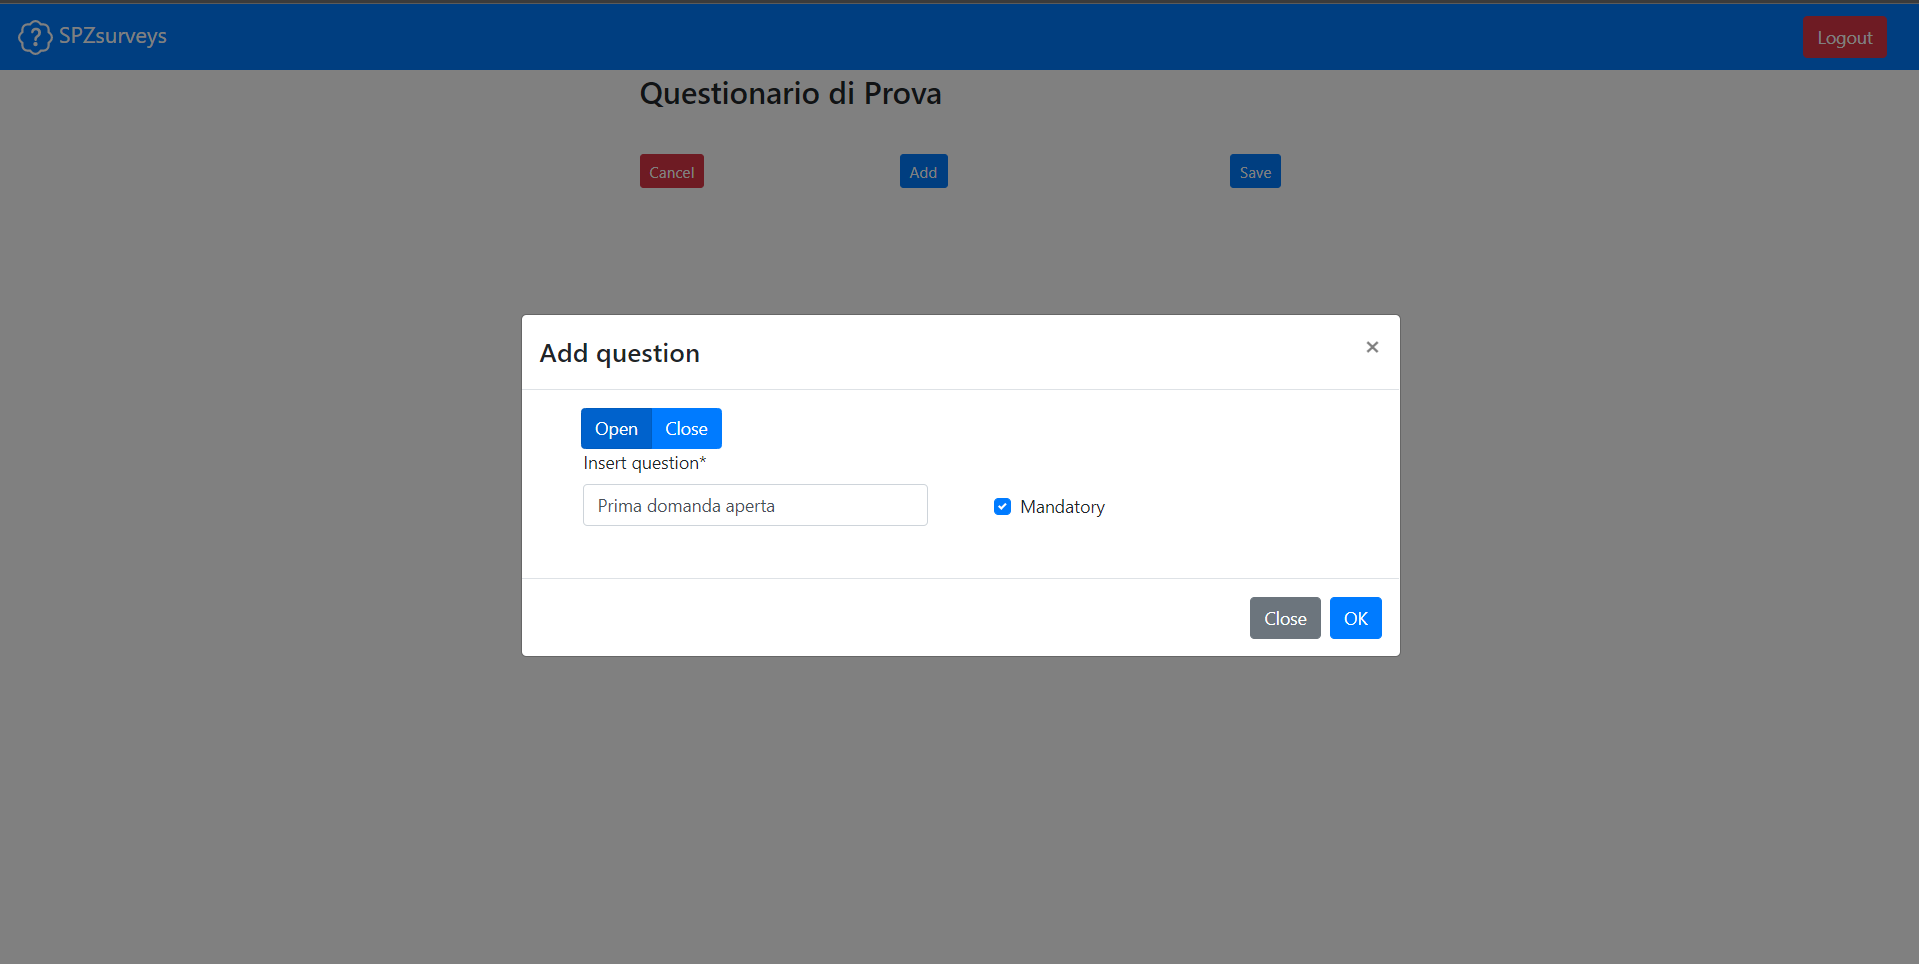 SPZsurveys
Logout
Questionario di Prova
Cancel
Add
Save
Add question
×
Open
Close
Insert question*
Prima domanda aperta
Mandatory
Close
OK